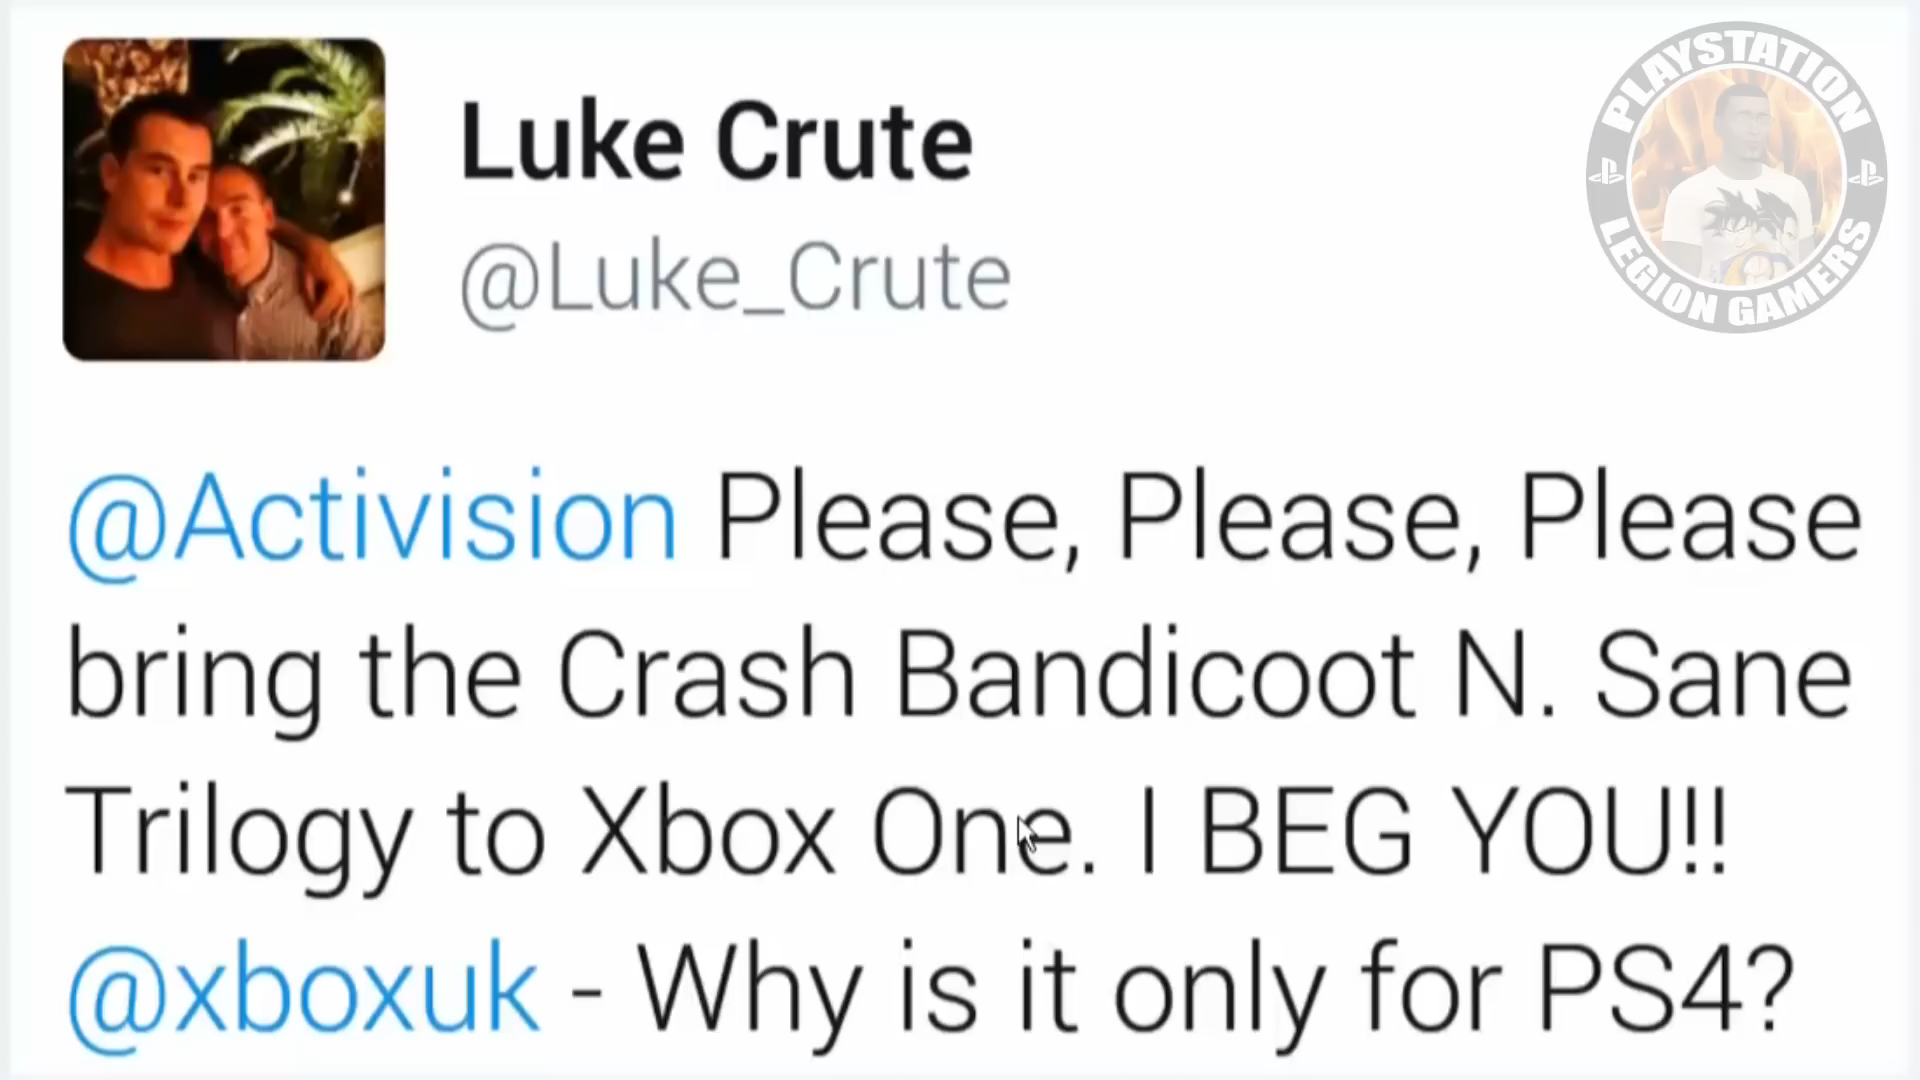 Luke Crute
@Luke_Crute
PLAYSTATION
LEGION GAMERS
@Activision Please, Please, Please
bring the Crash Bandicoot N. Sane
Trilogy to Xbox One. I BEG YOU!!
@xboxuk - Why is it only for PS4?